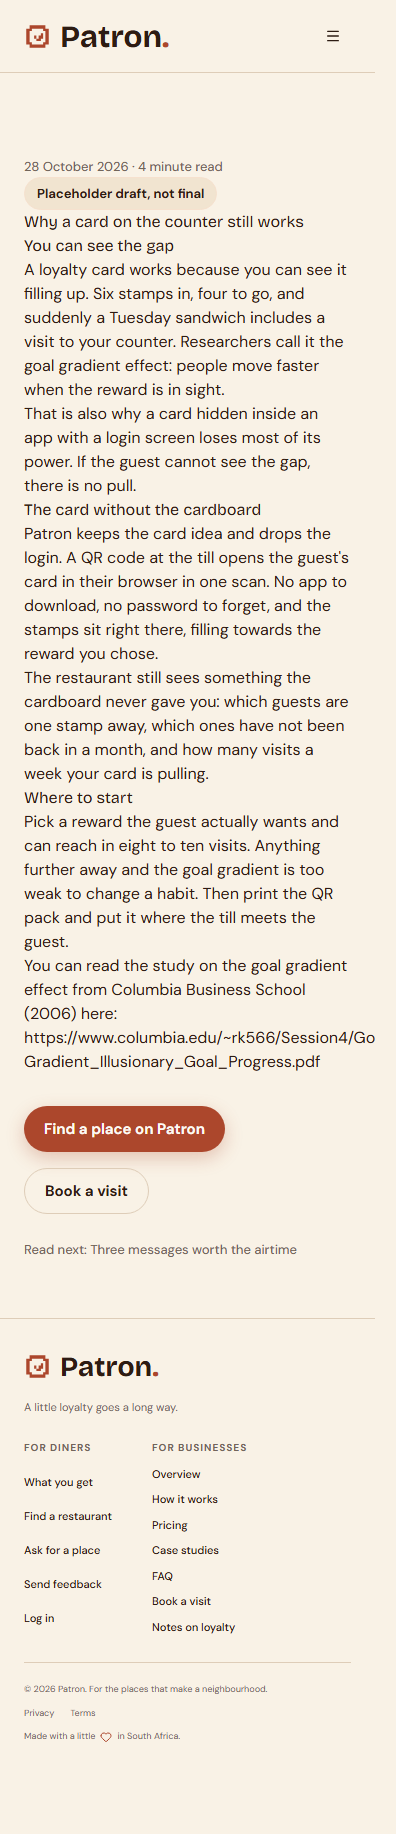 Patron.
28 October 2026 · 4 minute read
Placeholder draft, not final
Why a card on the counter still works
You can see the gap
A loyalty card works because you can see it
filling up. Six stamps in, four to go, and
suddenly a Tuesday sandwich includes a
visit to your counter. Researchers call it the
goal gradient effect: people move faster
when the reward is in sight.
That is also why a card hidden inside an
app with a login screen loses most of its
power. If the guest cannot see the gap,
there is no pull.
The card without the cardboard
Patron keeps the card idea and drops the
login. A QR code at the till opens the guest's
card in their browser in one scan. No app to
download, no password to forget, and the
stamps sit right there, filling towards the
reward you chose.
The restaurant still sees something the
cardboard never gave you: which guests are
one stamp away, which ones have not been
back in a month, and how many visits a
week your card is pulling.
Where to start
Pick a reward the guest actually wants and
can reach in eight to ten visits. Anything
further away and the goal gradient is too
weak to change a habit. Then print the QR
pack and put it where the till meets the
guest.
You can read the study on the goal gradient
effect from Columbia Business School
(2006) here:
https://www.columbia.edu/~rk566/Session4/Go
Gradient_Illusionary_Goal_Progress.pdf
Find a place on Patron
Book a visit
Read next: Three messages worth the airtime
Patron.
A little loyalty goes a long way.
FOR DINERS
What you get
Find a restaurant
Ask for a place
Send feedback
Log in
FOR BUSINESSES
Overview
How it works
Pricing
Case studies
FAQ
Book a visit
Notes on loyalty
© 2026 Patron. For the places that make a neighbourhood.
Privacy Terms
Made with a little in South Africa.